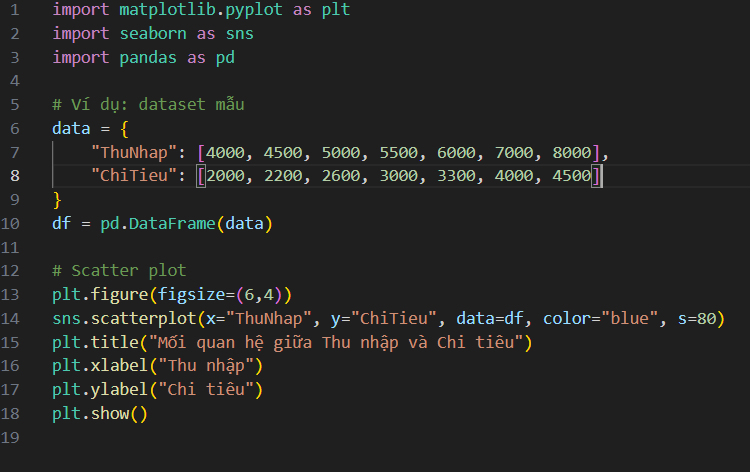 1 import matplotlib.pyplot as plt
2 import seaborn as sns
3 import pandas as pd
4
5 # Ví dụ: dataset mẫu
6 data = {
7     "ThuNhap": [4000, 4500, 5000, 5500, 6000, 7000, 8000],
8     "ChiTieu": [2000, 2200, 2600, 3000, 3300, 4000, 4500]
9 }
10 df = pd.DataFrame(data)
11
12 # Scatter plot
13 plt.figure(figsize=(6,4))
14 sns.scatterplot(x="ThuNhap", y="ChiTieu", data=df, color="blue", s=80)
15 plt.title("Mối quan hệ giữa Thu nhập và Chi tiêu")
16 plt.xlabel("Thu nhập")
17 plt.ylabel("Chi tiêu")
18 plt.show()
19